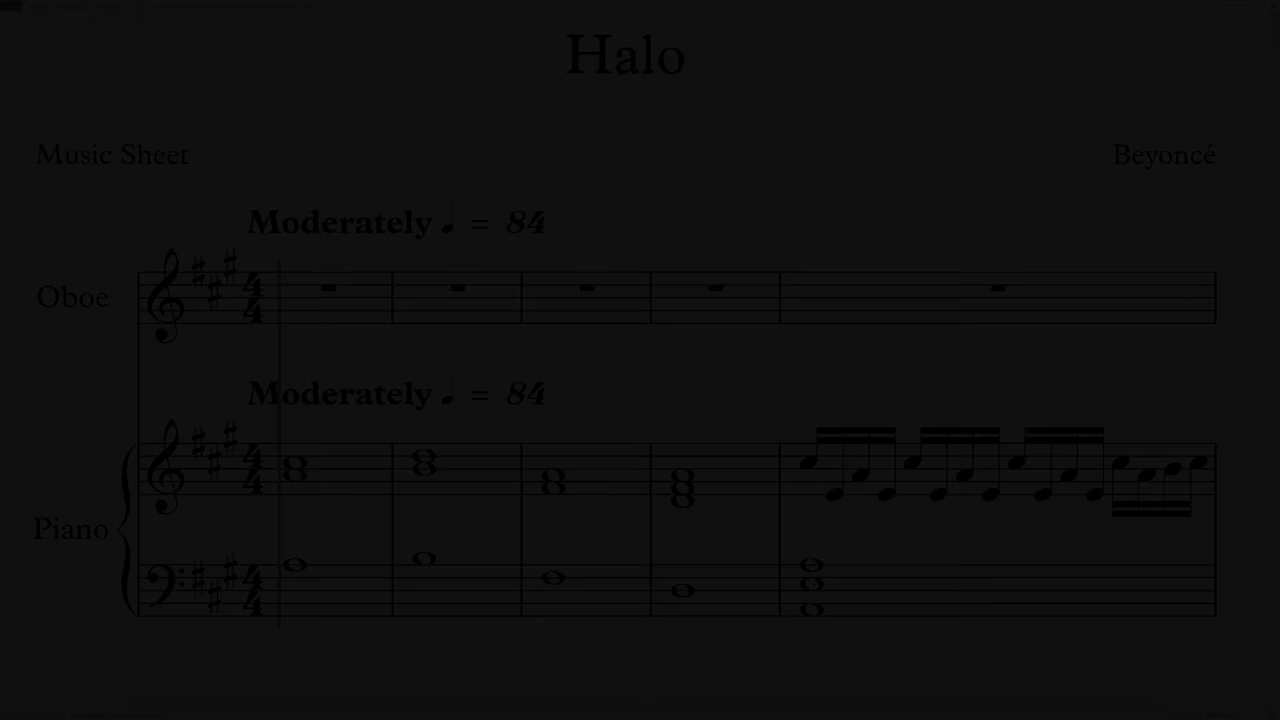 Halo
Music Sheet
Beyoncé
Moderately ♩ = 84
Oboe
Moderately ♩ = 84
Piano